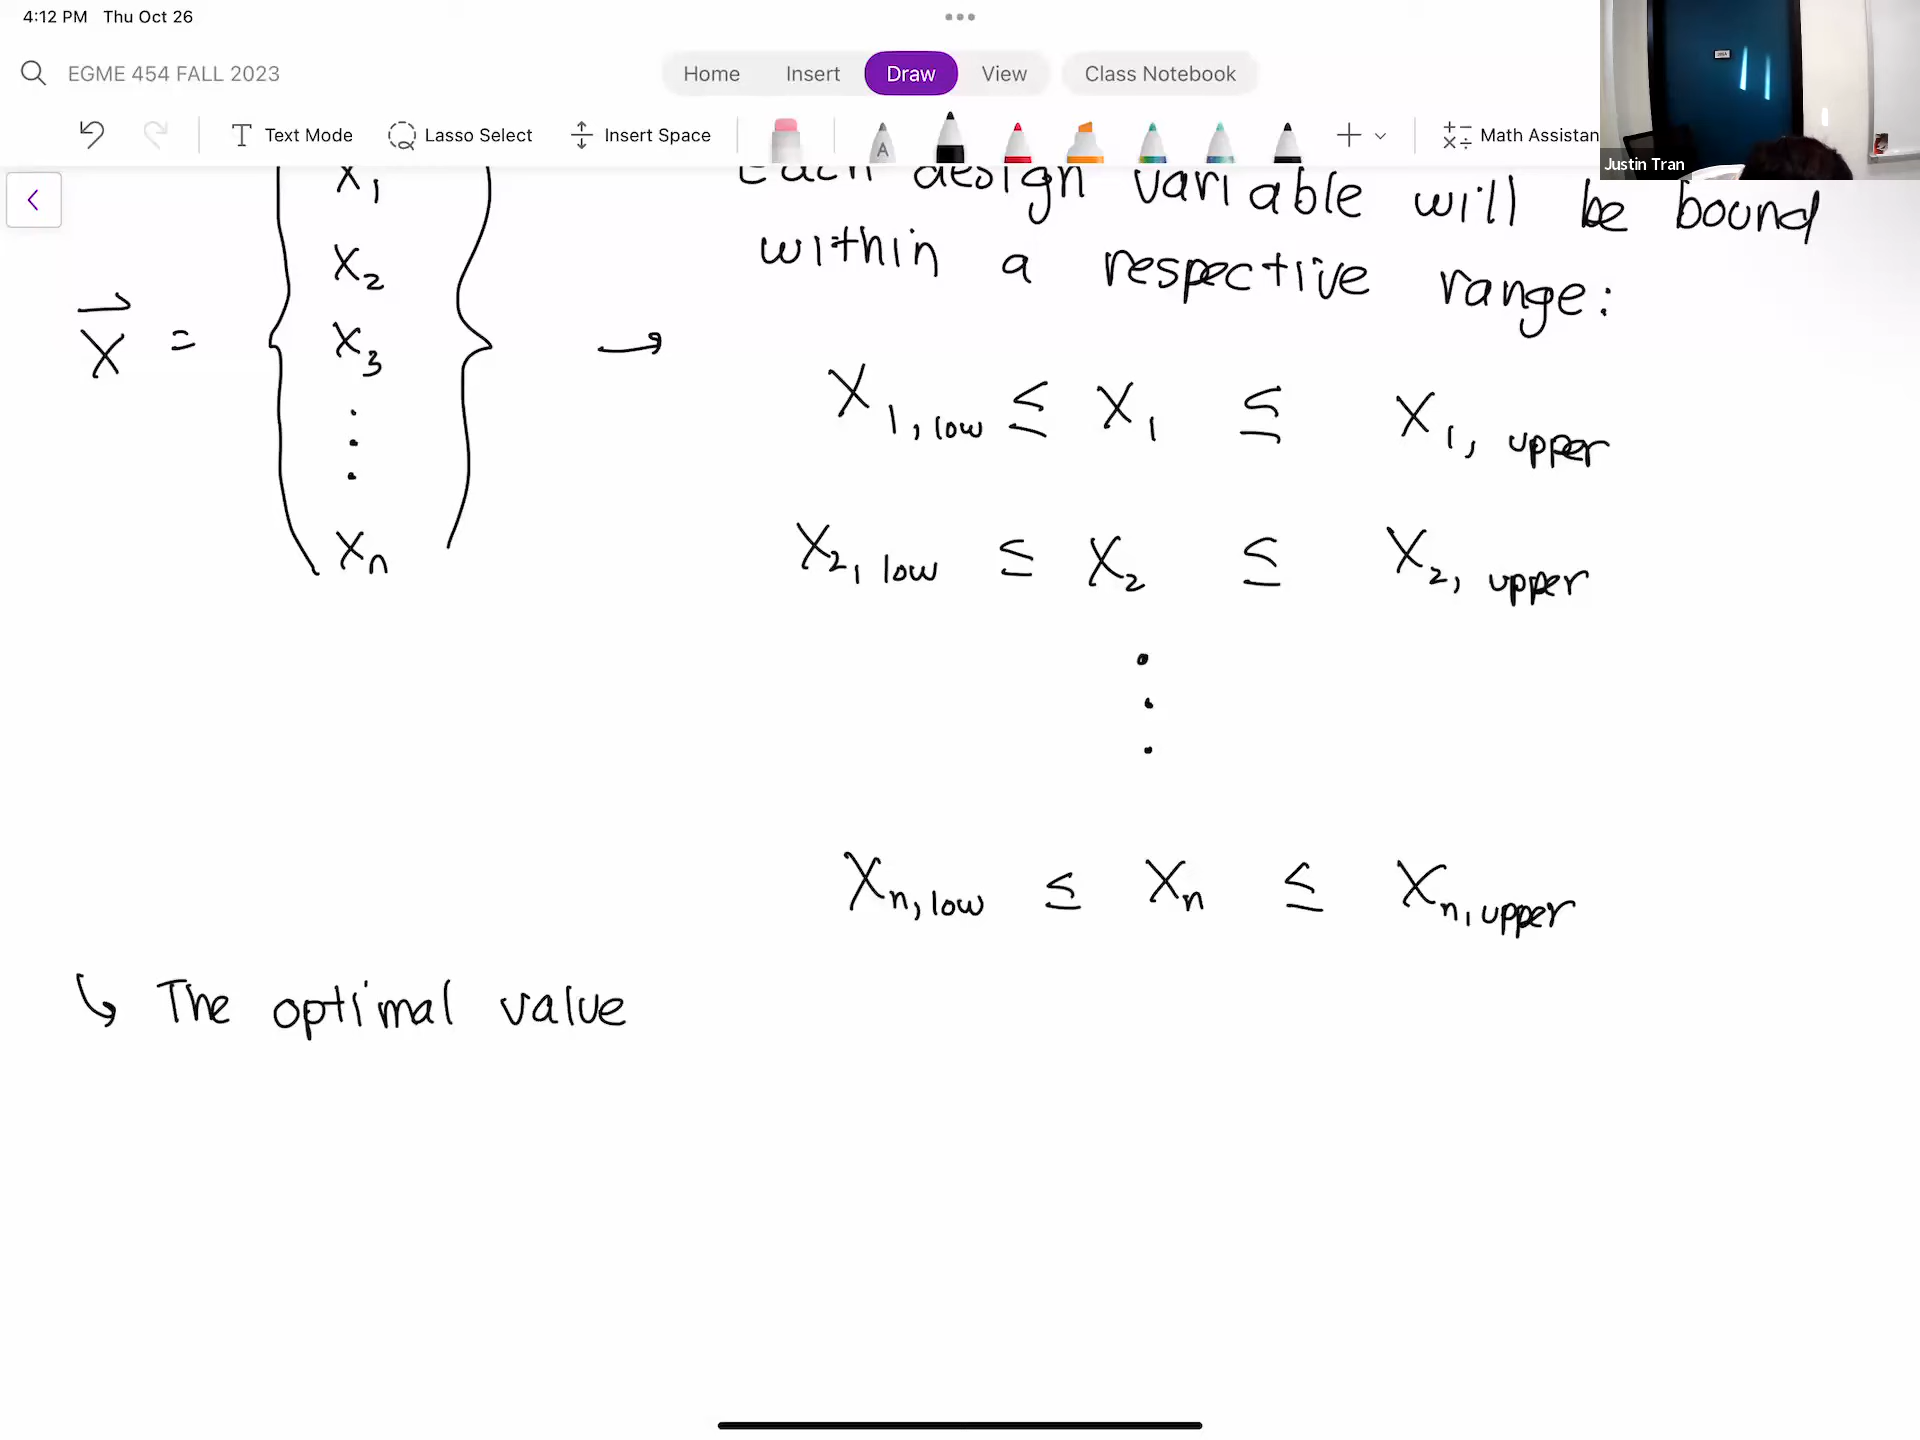 4:12 PM Thu Oct 26
EGME 454 FALL 2023
Home Insert Draw View Class Notebook
Text Mode Lasso Select Insert Space A Math Assistan
Justin Tran
Each design variable will be bound
within a respective range:
X⃗ = { x₁ x₂ x₃ ⋮ xₙ } →
X₁, low ≤ X₁ ≤ X₁, upper
X₂, low ≤ X₂ ≤ X₂, upper
⋮
Xₙ, low ≤ Xₙ ≤ Xₙ, upper
↳ The optimal value